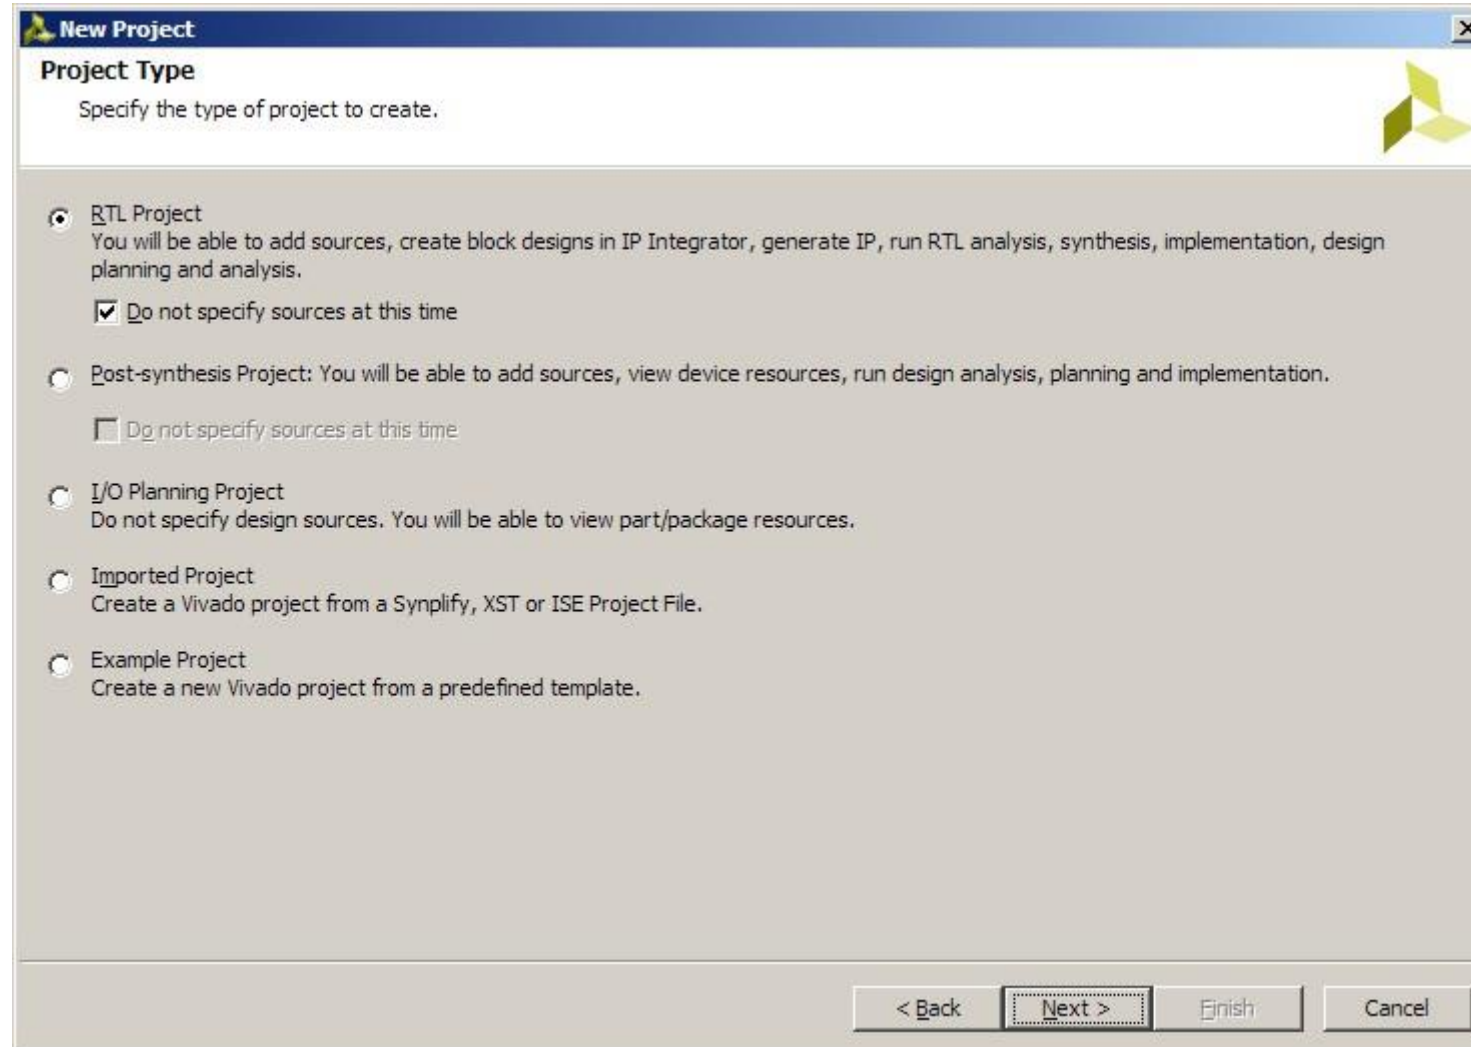 New Project
Project Type
Specify the type of project to create.
RTL Project
You will be able to add sources, create block designs in IP Integrator, generate IP, run RTL analysis, synthesis, implementation, design
planning and analysis.
Do not specify sources at this time
Post-synthesis Project: You will be able to add sources, view device resources, run design analysis, planning and implementation.
Do not specify sources at this time
I/O Planning Project
Do not specify design sources. You will be able to view part/package resources.
Imported Project
Create a Vivado project from a Synplify, XST or ISE Project File.
Example Project
Create a new Vivado project from a predefined template.
< Back Next > Finish Cancel